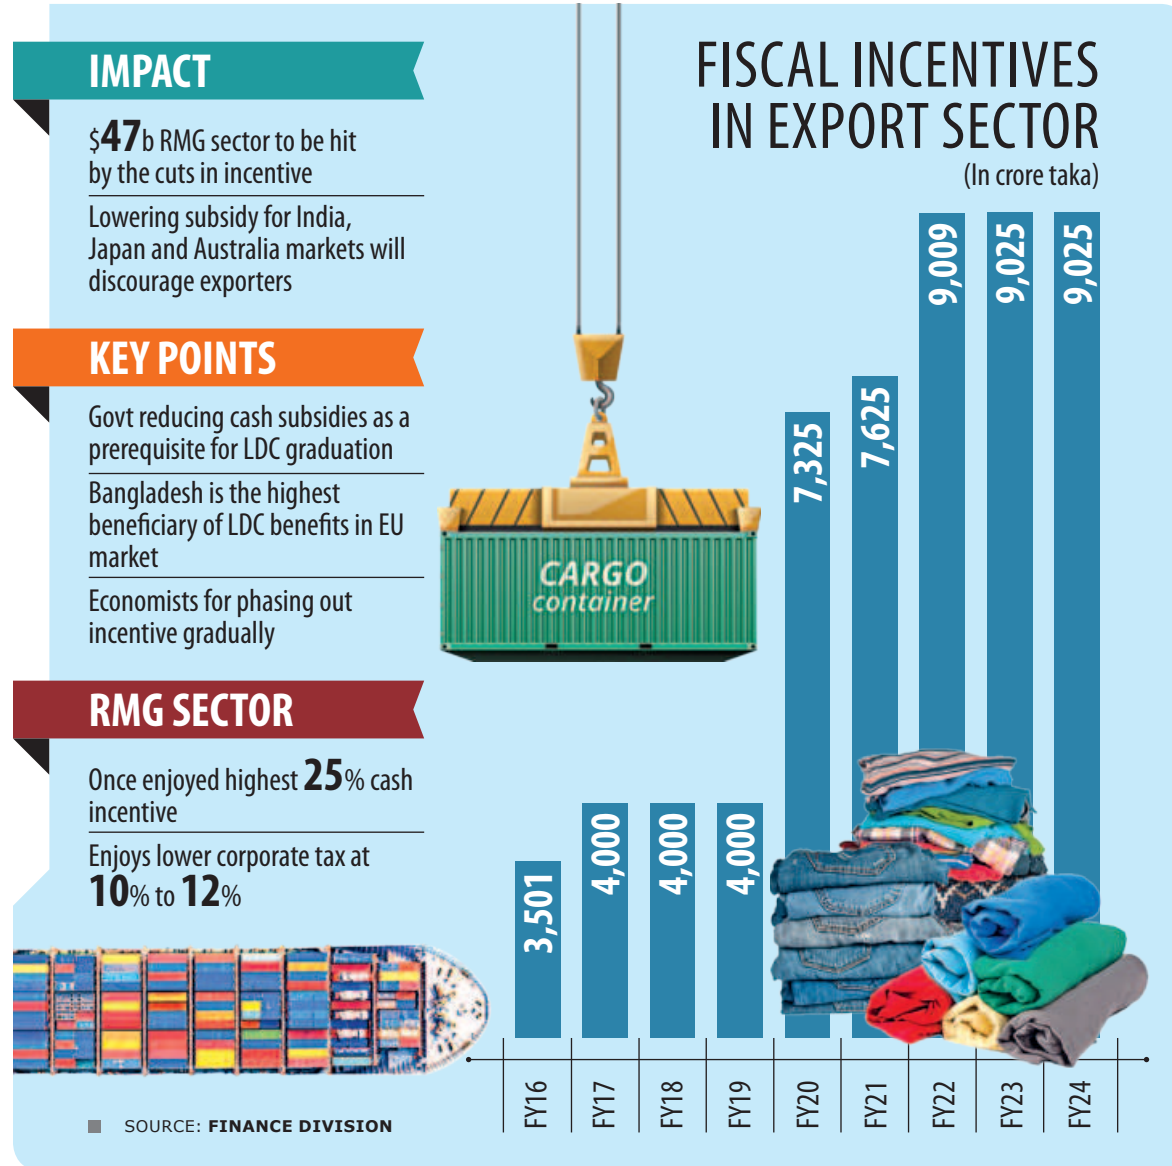 IMPACT
$47b RMG sector to be hit
by the cuts in incentive
Lowering subsidy for India,
Japan and Australia markets will
discourage exporters
KEY POINTS
Govt reducing cash subsidies as a
prerequisite for LDC graduation
Bangladesh is the highest
beneficiary of LDC benefits in EU
market
Economists for phasing out
incentive gradually
RMG SECTOR
Once enjoyed highest 25% cash
incentive
Enjoys lower corporate tax at
10% to 12%
SOURCE: FINANCE DIVISION
FISCAL INCENTIVES
IN EXPORT SECTOR
(In crore taka)
CARGO
container
3,501
4,000
4,000
4,000
7,325
7,625
9,009
9,025
9,025
FY16
FY17
FY18
FY19
FY20
FY21
FY22
FY23
FY24